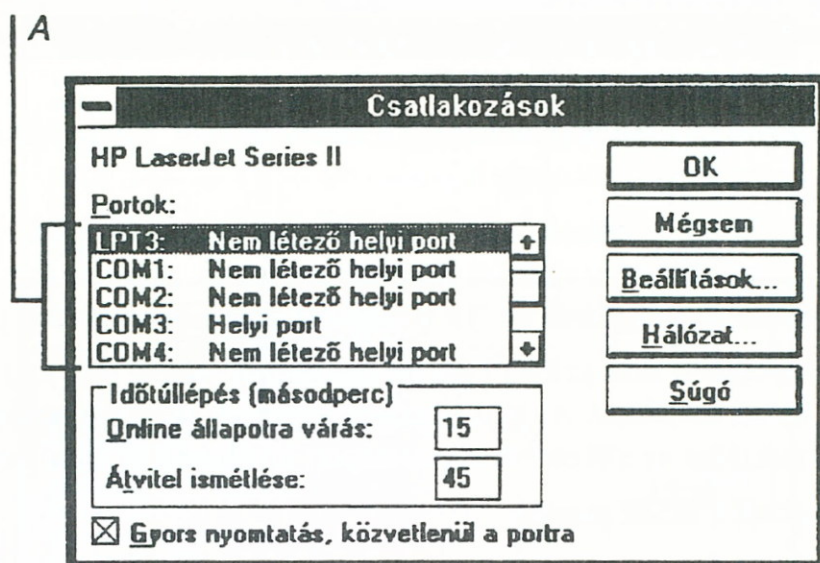 A
Csatlakozások
HP LaserJet Series II
Portok:
LPT3: Nem létező helyi port
COM1: Nem létező helyi port
COM2: Nem létező helyi port
COM3: Helyi port
COM4: Nem létező helyi port
Időtúllépés (másodperc)
Online állapotra várás: 15
Átvitel ismétlése: 45
Gyors nyomtatás, közvetlenül a portra
OK
Mégsem
Beállítások...
Hálózat...
Súgó